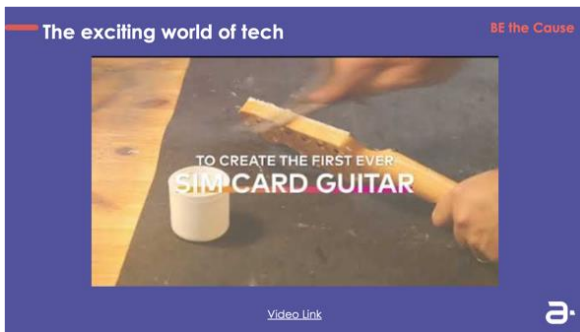 The exciting world of tech
BE the Cause
TO CREATE THE FIRST EVER
SIM CARD GUITAR
Video Link
a.